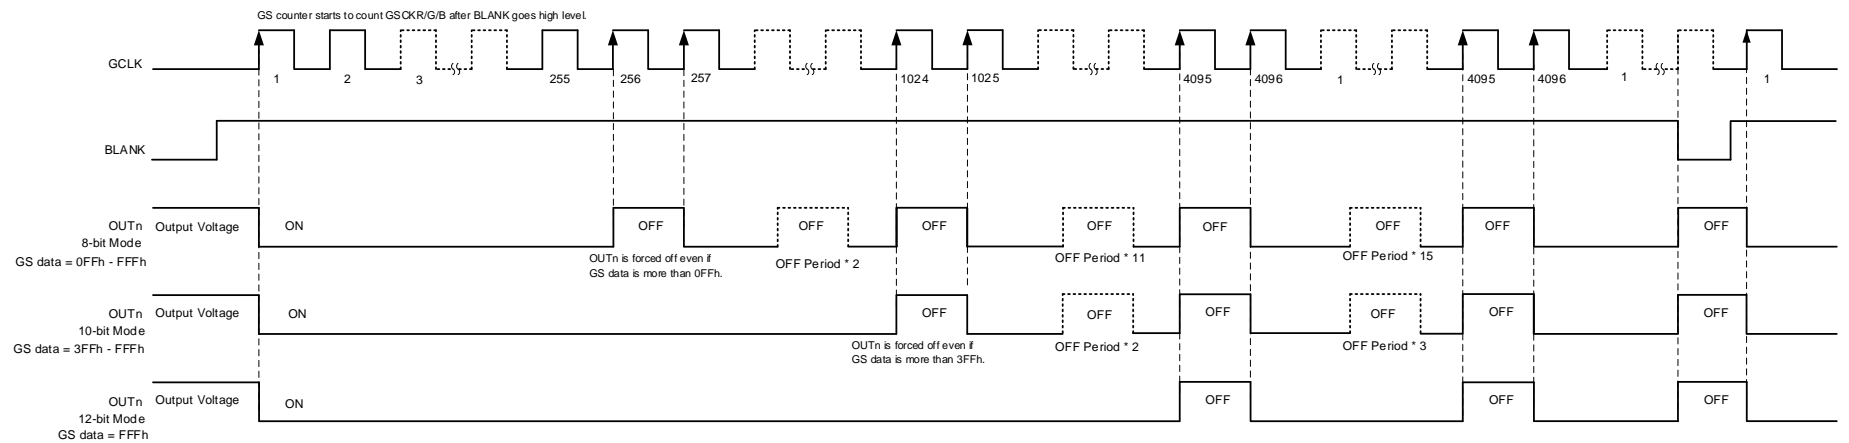 GS counter starts to count GSCKR/G/B after BLANK goes high level.
GCLK
1 2 3 255 256 257 1024 1025 4095 4096 1 4095 4096 1 1
BLANK
OUTn
8-bit Mode
GS data = 0FFh - FFFh
Output Voltage ON OFF OFF OFF OFF OFF OFF OFF OFF
OUTn is forced off even if
GS data is more than 0FFh.
OFF Period * 2
OFF Period * 11
OFF Period * 15
OUTn
10-bit Mode
GS data = 3FFh - FFFh
Output Voltage ON OFF OFF OFF OFF OFF OFF
OUTn is forced off even if
GS data is more than 3FFh.
OFF Period * 2
OFF Period * 3
OUTn
12-bit Mode
GS data = FFFh
Output Voltage ON OFF OFF OFF